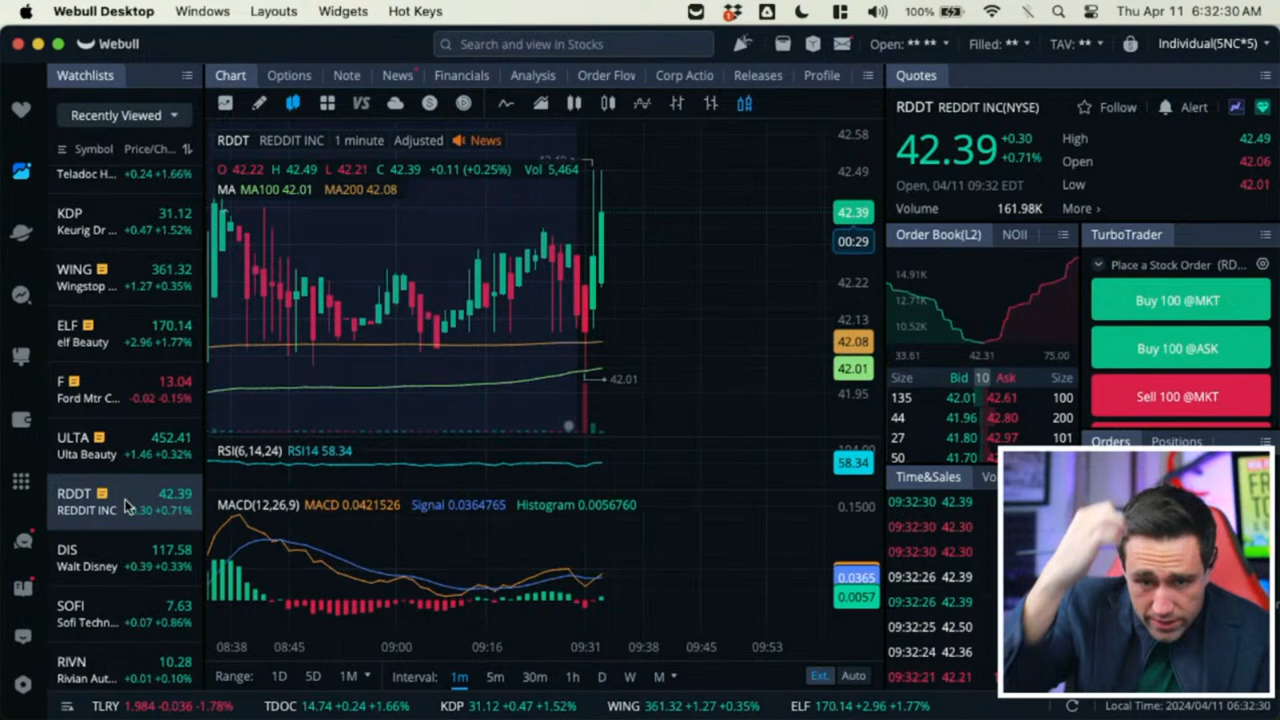 Webull Desktop Windows Layouts Widgets Hot Keys 100% Thu Apr 11 6:32:30 AM
Webull Search and view in Stocks Open: ** ** Filled: ** TAV: ** Individual(5NC*5)
Watchlists
Recently Viewed
Symbol Price/Ch...
Teladoc H... +0.24 +1.66%
KDP 31.12
Keurig Dr ... +0.47 +1.52%
WING 361.32
Wingstop ... +1.27 +0.35%
ELF 170.14
elf Beauty +2.96 +1.77%
F 13.04
Ford Mtr C... -0.02 -0.15%
ULTA 452.41
Ulta Beauty +1.46 +0.32%
RDDT 42.39
REDDIT INC .30 +0.71%
DIS 117.58
Walt Disney +0.39 +0.33%
SOFI 7.63
Sofi Techn... +0.07 +0.86%
RIVN 10.28
Rivian Aut... +0.01 +0.10%
Chart Options Note News Financials Analysis Order Flov Corp Actio Releases Profile
VS
RDDT REDDIT INC 1 minute Adjusted News
O 42.22 H 42.49 L 42.21 C 42.39 +0.11 (+0.25%) Vol 5,464
MA MA100 42.01 MA200 42.08
42.58
42.49
42.39
00:29
42.22
42.13
42.08
42.01
41.95
42.01
RSI(6,14,24) RSI14 58.34
58.34
MACD(12,26,9) MACD 0.0421526 Signal 0.0364765 Histogram 0.0056760
0.1500
0.0365
0.0057
08:38 08:45 09:00 09:16 09:31 09:38 09:45 09:53
Range: 1D 5D 1M Interval: 1m 5m 30m 1h D W M Ext. Auto
Quotes
RDDT REDDIT INC(NYSE) Follow Alert
42.39 +0.30 +0.71%
High 42.49
Open 42.06
Low 42.01
Open, 04/11 09:32 EDT
Volume 161.98K More
Order Book(L2) NOII
14.91K
12.71K
10.52K
33.61 42.31 75.00
Size Bid 10 Ask Size
135 42.01 42.61 100
44 41.96 42.80 200
27 41.80 42.97 101
50 41.70
Time&Sales
09:32:30 42.39
09:32:30 42.30
09:32:30 42.30
09:32:26 42.39
09:32:26 42.39
09:32:25 42.50
09:32:24 42.36
09:32:21 42.21
TurboTrader
Place a Stock Order (RD...
Buy 100 @MKT
Buy 100 @ASK
Sell 100 @MKT
Orders Positions
TLRY 1.984 -0.036 -1.78% TDOC 14.74 +0.24 +1.66% KDP 31.12 +0.47 +1.52% WING 361.32 +1.27 +0.35% ELF 170.14 +2.96 +1.77% Local Time: 2024/04/11 06:32:30